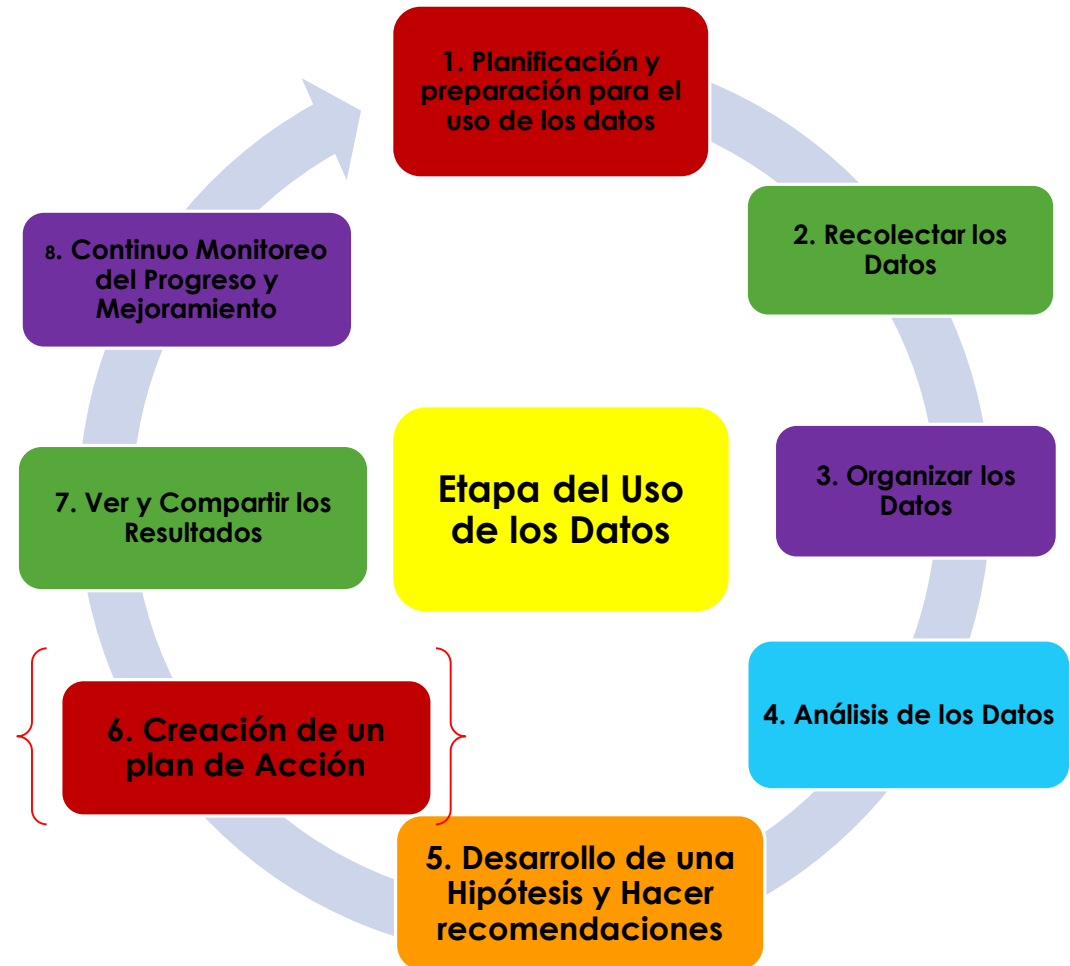 1. Planificación y
preparación para el
uso de los datos
2. Recolectar los
Datos
3. Organizar los
Datos
4. Análisis de los Datos
5. Desarrollo de una
Hipótesis y Hacer
recomendaciones
6. Creación de un
plan de Acción
7. Ver y Compartir los
Resultados
8. Continuo Monitoreo
del Progreso y
Mejoramiento
Etapa del Uso
de los Datos